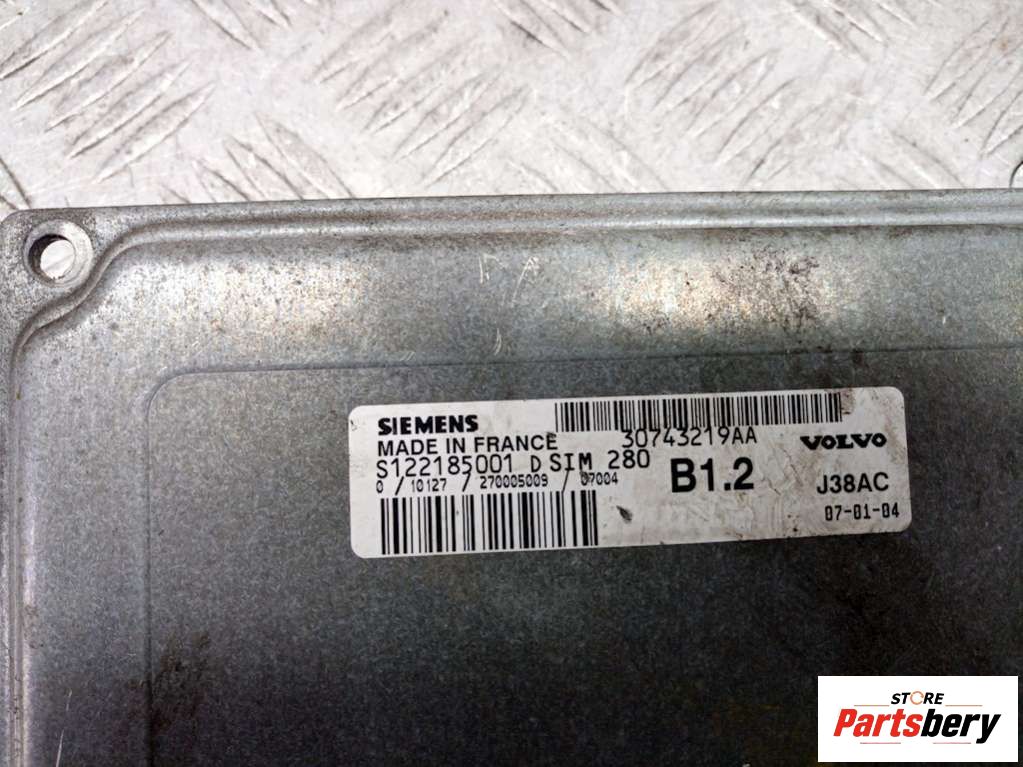 SIEMENS
MADE IN FRANCE
S122185001 D SIM 280
0 / 10127 / 270005009 / 07004
30743219AA
B1.2
VOLVO
J38AC
07-01-04
STORE
Partsbery